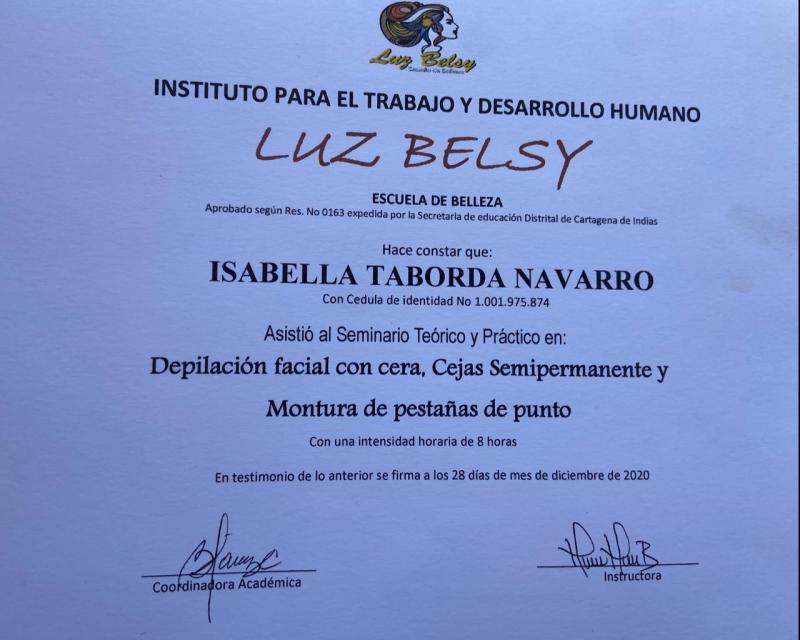 Luz Belsy
INSTITUTO PARA EL TRABAJO Y DESARROLLO HUMANO
LUZ BELSY
ESCUELA DE BELLEZA
Aprobado según Res. No 0163 expedida por la Secretaria de educación Distrital de Cartagena de Indias
Hace constar que:
ISABELLA TABORDA NAVARRO
Con Cedula de identidad No 1.001.975.874
Asistió al Seminario Teórico y Práctico en:
Depilación facial con cera, Cejas Semipermanente y
Montura de pestañas de punto
Con una intensidad horaria de 8 horas
En testimonio de lo anterior se firma a los 28 días de mes de diciembre de 2020
Coordinadora Académica
Instructora